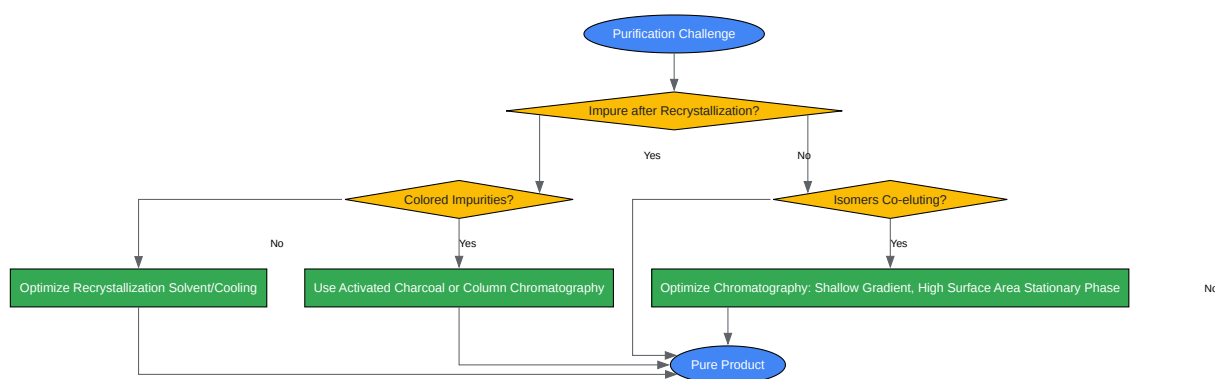 Purification Challenge
Impure after Recrystallization?
Yes
No
Colored Impurities?
Isomers Co-eluting?
No
Yes
Yes
Optimize Recrystallization Solvent/Cooling
Use Activated Charcoal or Column Chromatography
Optimize Chromatography: Shallow Gradient, High Surface Area Stationary Phase
No
Pure Product